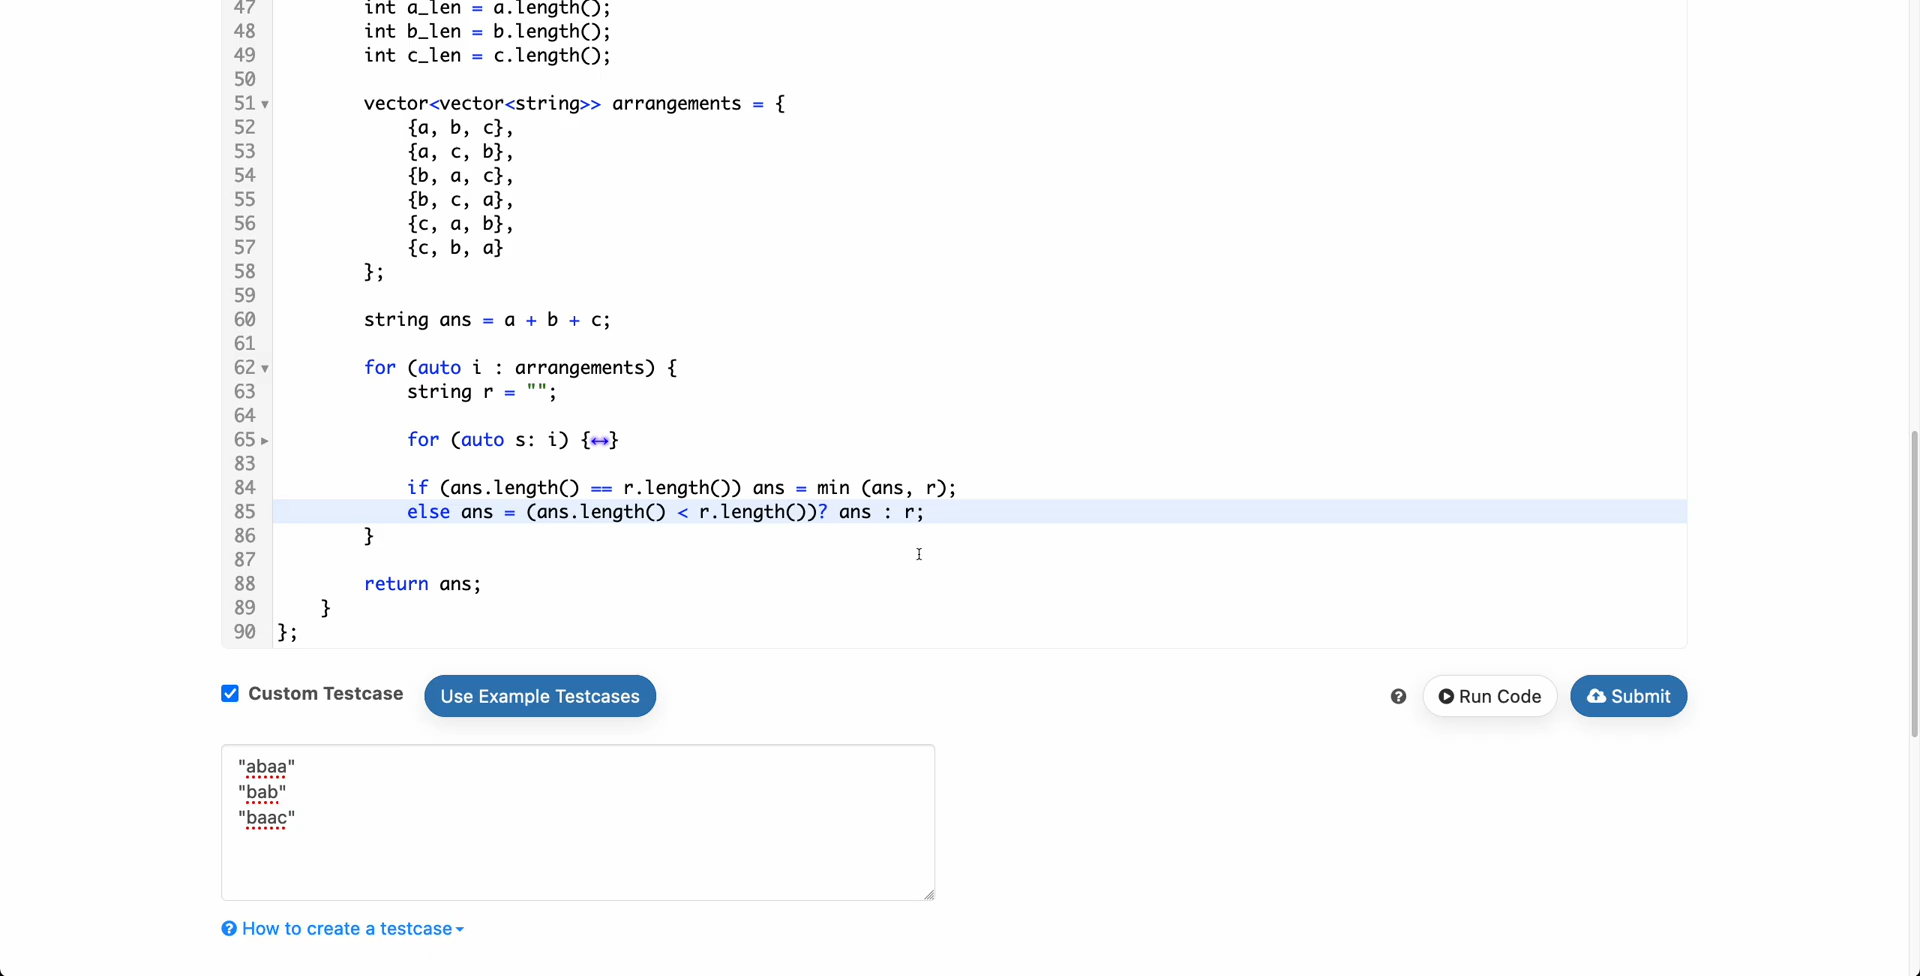 47 int a_len = a.length();
48 int b_len = b.length();
49 int c_len = c.length();
50
51 vector<vector<string>> arrangements = {
52 {a, b, c},
53 {a, c, b},
54 {b, a, c},
55 {b, c, a},
56 {c, a, b},
57 {c, b, a}
58 };
59
60 string ans = a + b + c;
61
62 for (auto i : arrangements) {
63 string r = "";
64
65 for (auto s: i) {↔}
83
84 if (ans.length() == r.length()) ans = min (ans, r);
85 else ans = (ans.length() < r.length())? ans : r;
86 }
87
88 return ans;
89 }
90 };
Custom Testcase Use Example Testcases Run Code Submit
"abaa"
"bab"
"baac"
How to create a testcase